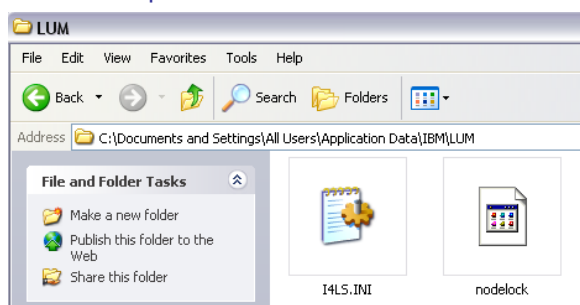 LUM
File Edit View Favorites Tools Help
Back Search Folders
Address C:\Documents and Settings\All Users\Application Data\IBM\LUM
File and Folder Tasks
Make a new folder
Publish this folder to the
Web
Share this folder
I4LS.INI
nodelock